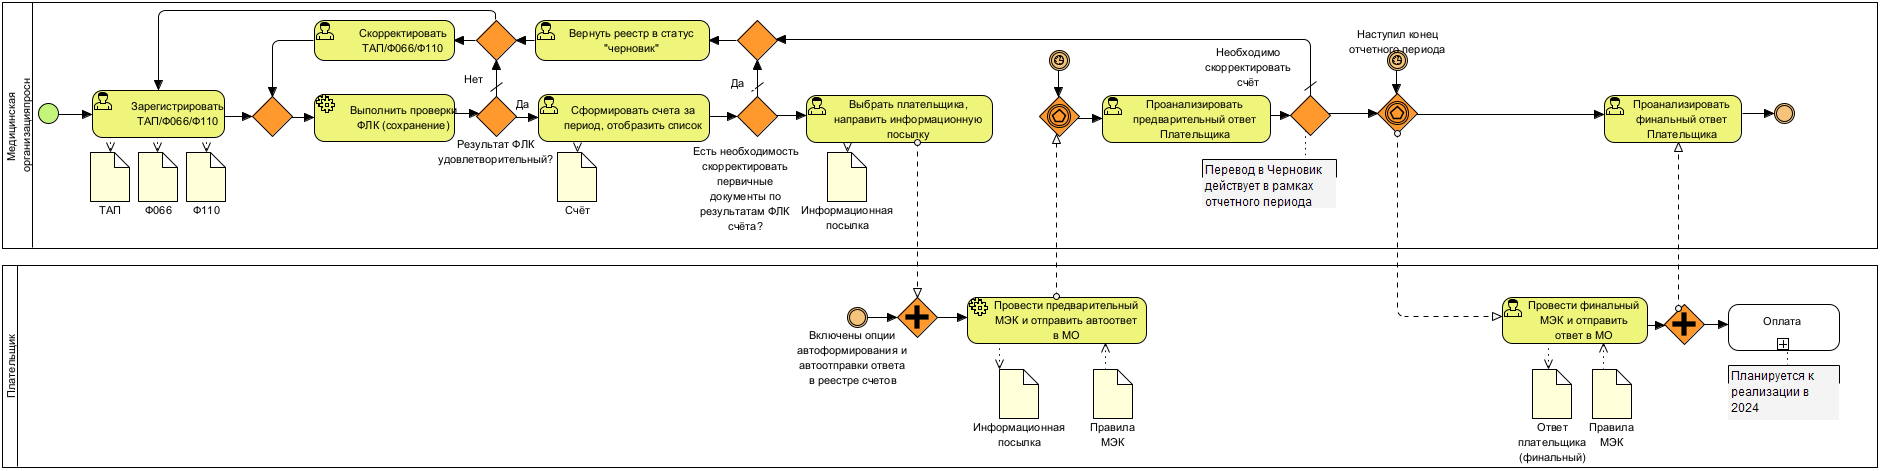 Медицинская
организацияпросн
Скорректировать
ТАП/Ф066/Ф110
Вернуть реестр в статус
"черновик"
Необходимо
скорректировать
счёт
Наступил конец
отчетного периода
Нет
Да
Да
Зарегистрировать
ТАП/Ф066/Ф110
Выполнить проверки
ФЛК (сохранение)
Сформировать счета за
период, отобразить список
Выбрать плательщика,
направить информационную
посылку
Проанализировать
предварительный ответ
Плательщика
Проанализировать
финальный ответ
Плательщика
Результат ФЛК
удовлетворительный?
Есть необходимость
скорректировать
первичные
документы по
результатам ФЛК
счёта?
Перевод в Черновик
действует в рамках
отчетного периода
ТАП
Ф066
Ф110
Счёт
Информационная
посылка
Плательщик
Включены опции
автоформирования и
автоотправки ответа
в реестре счетов
Провести предварительный
МЭК и отправить автоответ
в МО
Провести финальный
МЭК и отправить
ответ в МО
Оплата
Планируется к
реализации в
2024
Информационная
посылка
Правила
МЭК
Ответ
плательщика
(финальный)
Правила
МЭК